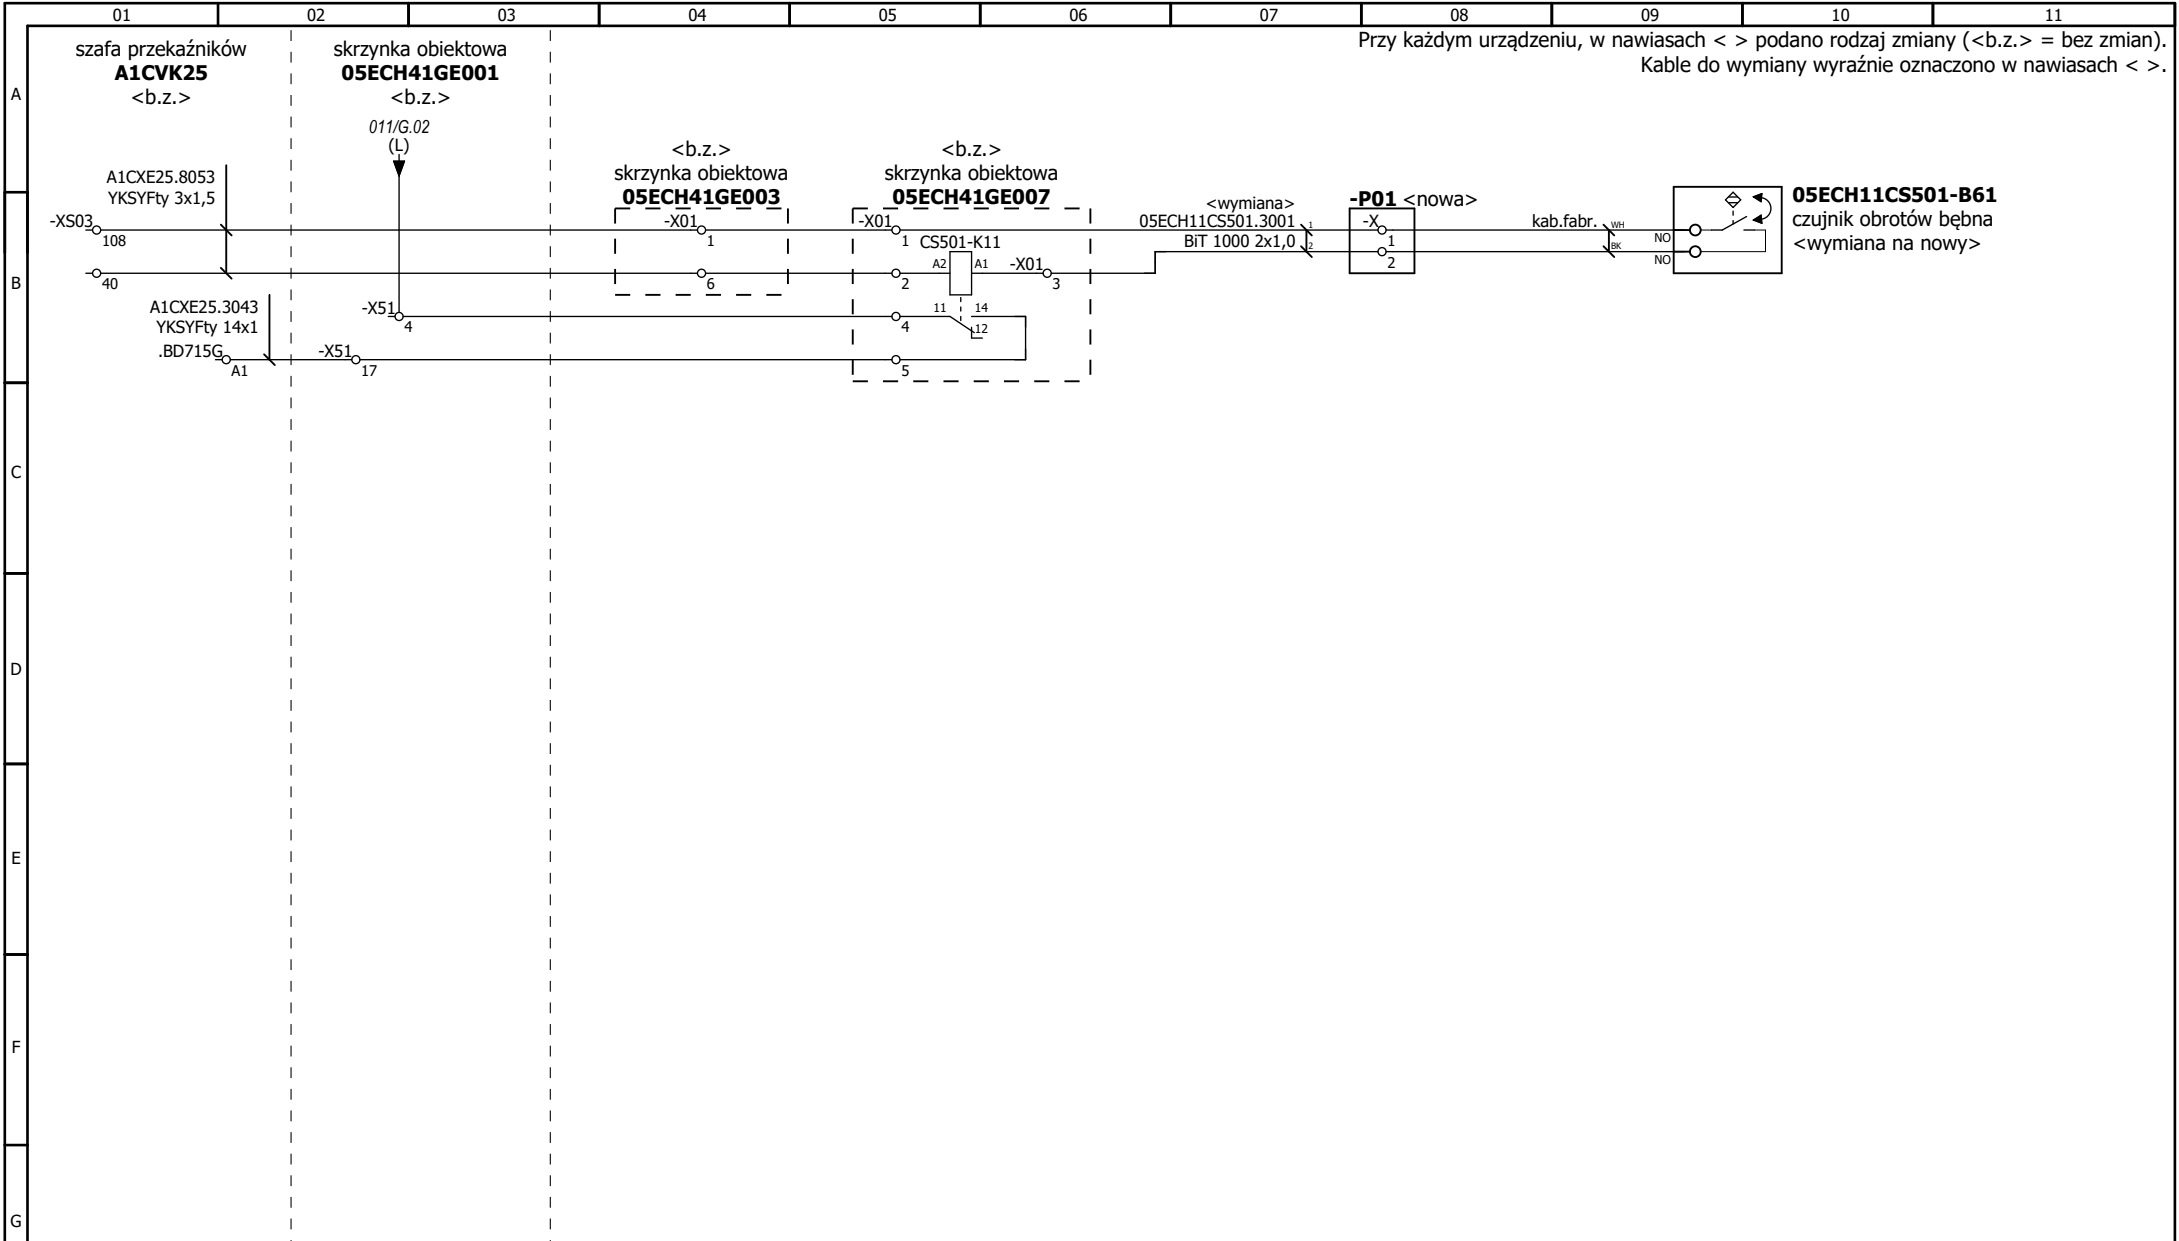 01 02 03 04 05 06 07 08 09 10 11
Przy każdym urządzeniu, w nawiasach < > podano rodzaj zmiany (<b.z.> = bez zmian).
Kable do wymiany wyraźnie oznaczono w nawiasach < >.
A
szafa przekaźników
A1CVK25
<b.z.>
skrzynka obiektowa
05ECH41GE001
<b.z.>
011/G.02
(L)
<b.z.>
skrzynka obiektowa
05ECH41GE003
<b.z.>
skrzynka obiektowa
05ECH41GE007
A1CXE25.8053
YKSYFty 3x1,5
B
-XS03
108
40
A1CXE25.3043
YKSYFty 14x1
.BD715G
A1
-X51
4
-X51
17
-X01
1
6
-X01
1
CS501-K11
A2 A1
-X01
2
3
11 14
12
4
5
<wymiana>
05ECH11CS501.3001
BiT 1000 2x1,0
1
2
-P01 <nowa>
-X
1
2
kab.fabr.
WH
BK
NO
NO
05ECH11CS501-B61
czujnik obrotów bębna
<wymiana na nowy>
C
D
E
F
G